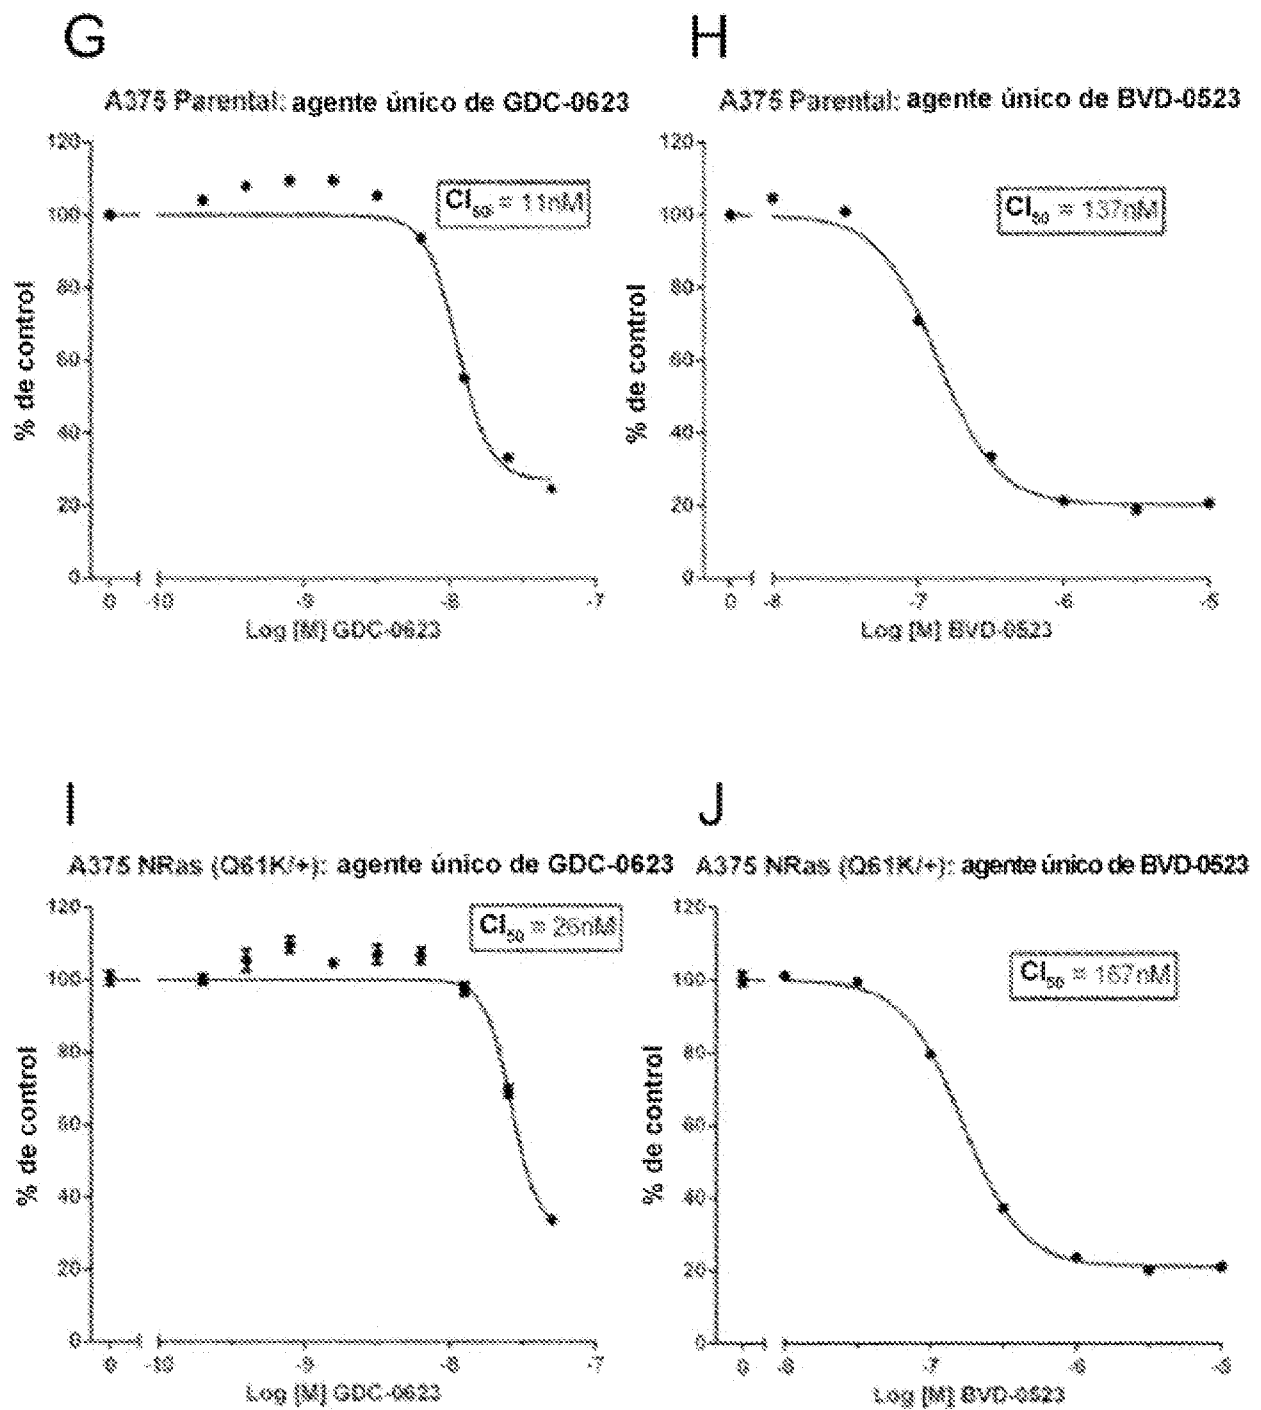 G
A375 Parental: agente único de GDC-0623
120
100
80
60
40
20
0
% de control
CI50 = 11nM
0 -10 -9 -8 -7
Log [M] GDC-0623
H
A375 Parental: agente único de BVD-0523
120
100
80
60
40
20
0
% de control
CI50 = 137nM
0 -8 -7 -6 -5
Log [M] BVD-0523
I
A375 NRas (Q61K/+): agente único de GDC-0623
120
100
80
60
40
20
0
% de control
CI50 = 26nM
0 -10 -9 -8 -7
Log [M] GDC-0623
J
A375 NRas (Q61K/+): agente único de BVD-0523
120
100
80
60
40
20
0
% de control
CI50 = 167nM
0 -8 -7 -6 -5
Log [M] BVD-0523